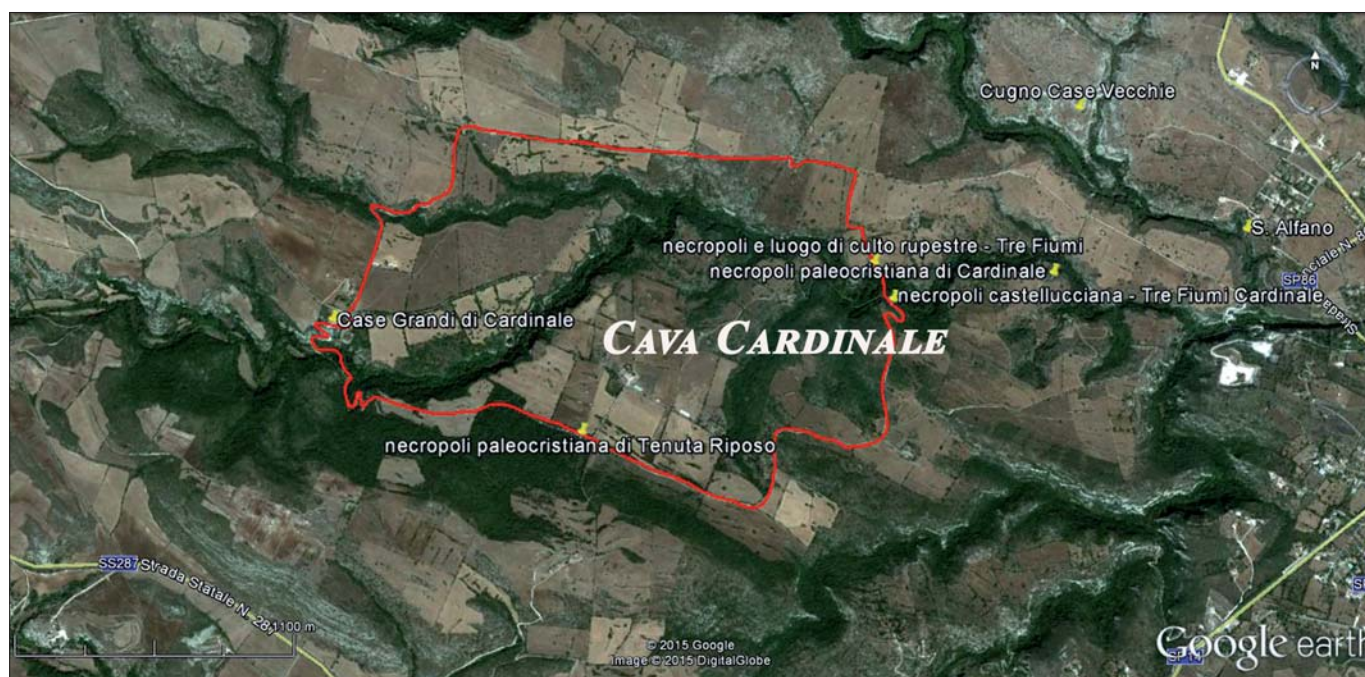 N
Cugno Case Vecchie
S. Alfano
necropoli e luogo di culto rupestre - Tre Fiumi
necropoli paleocristiana di Cardinale
SP86
necropoli castellucciana - Tre Fiumi Cardinale
Case Grandi di Cardinale
CAVA CARDINALE
necropoli paleocristiana di Tenuta Riposo
SS287 Strada Statale N. 287
1100 m
© 2015 Google
Image © 2015 DigitalGlobe
Google earth